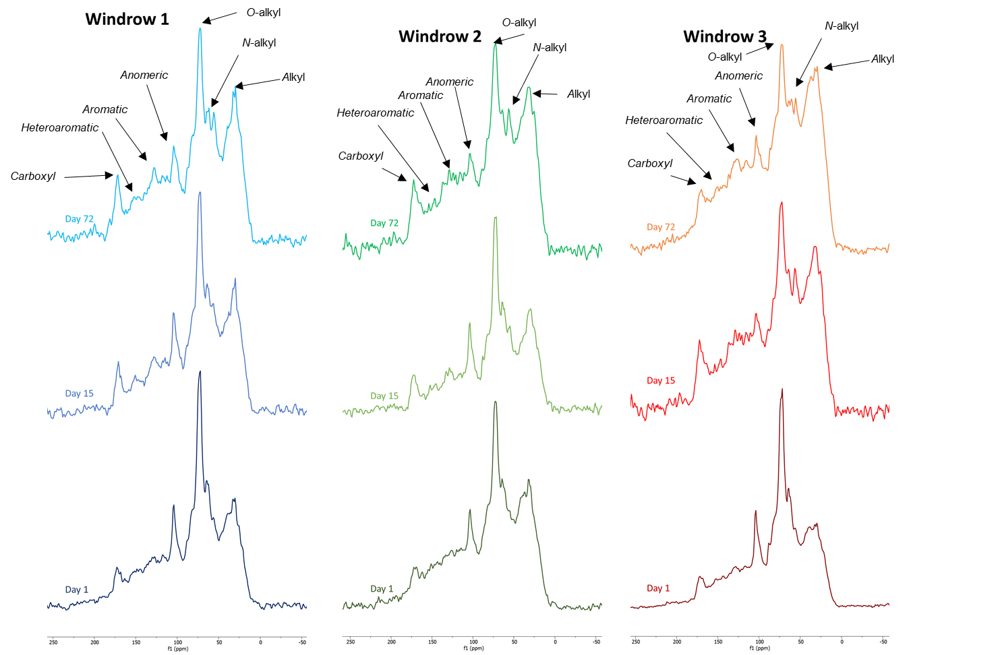 Windrow 1
O-alkyl
N-alkyl
Anomeric
Alkyl
Aromatic
Heteroaromatic
Carboxyl
Day 72
Day 15
Day 1
250 200 150 100 50 0 -50
f1 (ppm)
Windrow 2
O-alkyl
N-alkyl
Anomeric
Aromatic
Alkyl
Heteroaromatic
Carboxyl
Day 72
Day 15
Day 1
250 200 150 100 50 0 -50
f1 (ppm)
Windrow 3
N-alkyl
O-alkyl
Alkyl
Anomeric
Aromatic
Heteroaromatic
Carboxyl
Day 72
Day 15
Day 1
250 200 150 100 50 0 -50
f1 (ppm)